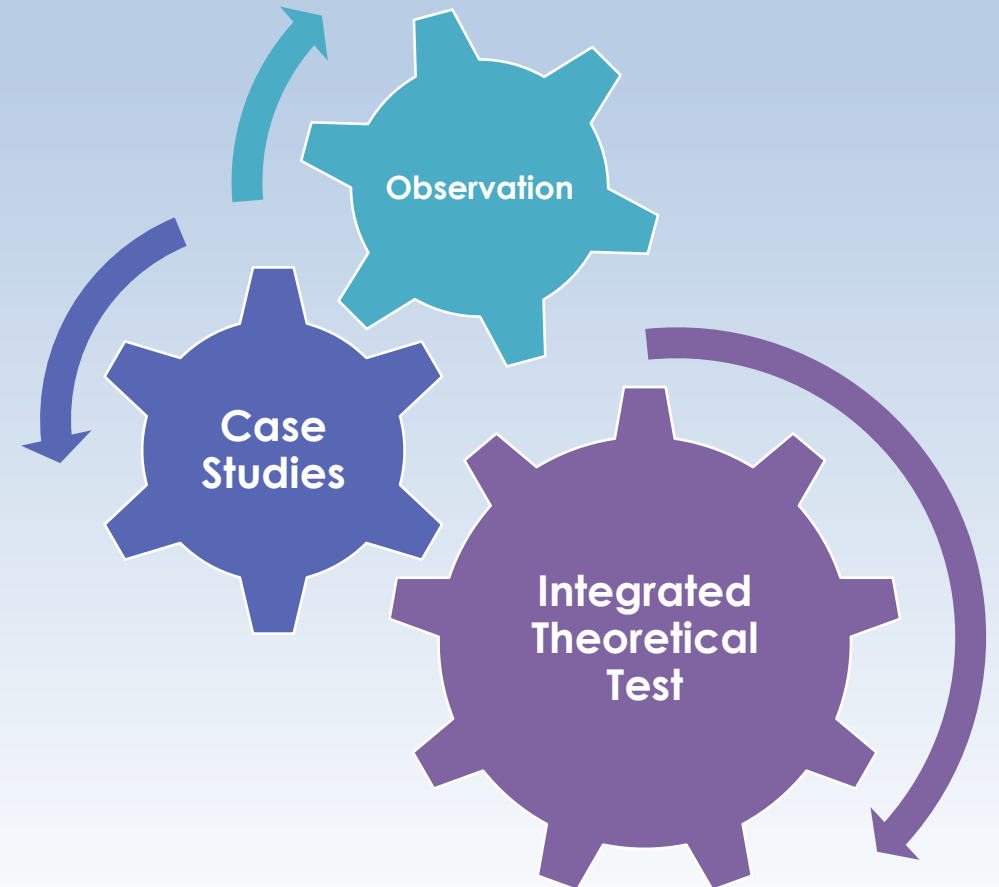 Observation
Case
Studies
Integrated
Theoretical
Test